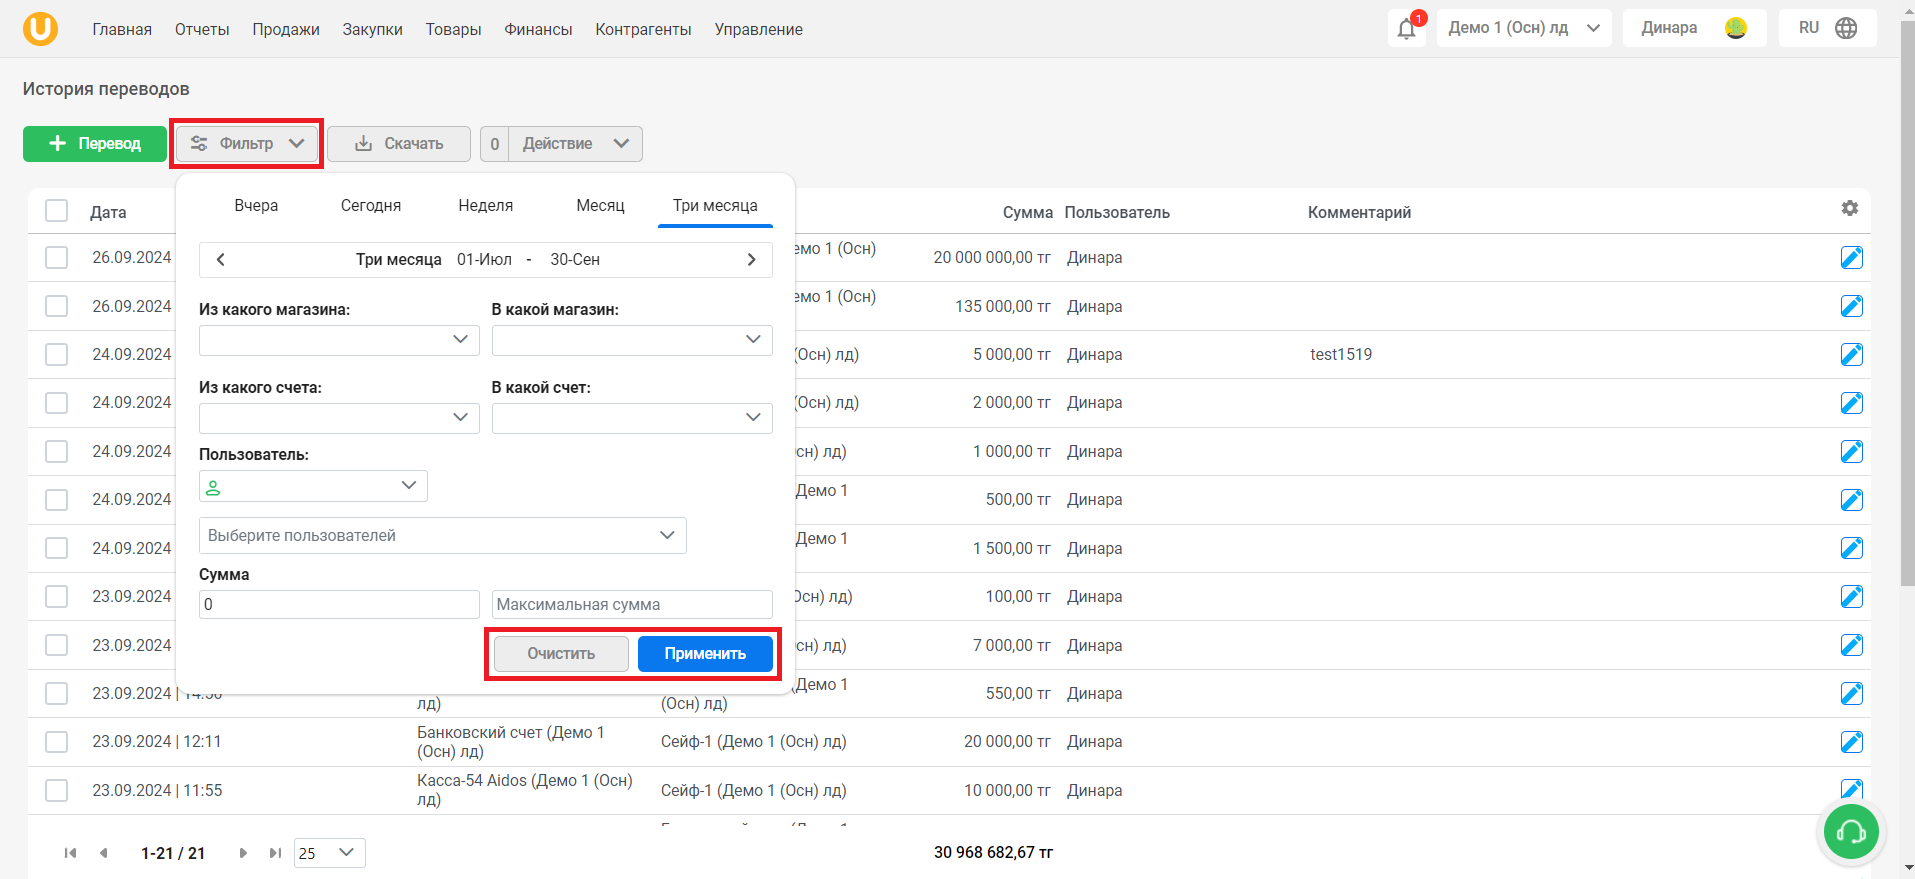 Главная Отчеты Продажи Закупки Товары Финансы Контрагенты Управление 1 Демо 1 (Осн) лд Динара RU
История переводов
Перевод Фильтр Скачать 0 Действие
Вчера Сегодня Неделя Месяц Три месяца
Дата Сумма Пользователь Комментарий
Три месяца 01-Июл - 30-Сен
26.09.2024 (Осн) 20 000 000,00 тг Динара
Из какого магазина: В какой магазин:
26.09.2024 1 (Осн) 135 000,00 тг Динара
24.09.2024 (Осн) лд) 5 000,00 тг Динара test1519
Из какого счета: В какой счет:
24.09.2024 (Осн) лд) 2 000,00 тг Динара
Пользователь:
24.09.2024 лд) 1 000,00 тг Динара
24.09.2024 (Демо 1 500,00 тг Динара
Выберите пользователей
24.09.2024 (Демо 1 1 500,00 тг Динара
Сумма
23.09.2024 лд) 100,00 тг Динара
0 Максимальная сумма
23.09.2024 лд) 7 000,00 тг Динара
Очистить Применить
23.09.2024 | лд) (Демо 1 (Осн) лд) 550,00 тг Динара
23.09.2024 | 12:11 Банковский счет (Демо 1 (Осн) лд) Сейф-1 (Демо 1 (Осн) лд) 20 000,00 тг Динара
23.09.2024 | 11:55 Касса-54 Aidos (Демо 1 (Осн) лд) Сейф-1 (Демо 1 (Осн) лд) 10 000,00 тг Динара
1-21 / 21 25 30 968 682,67 тг